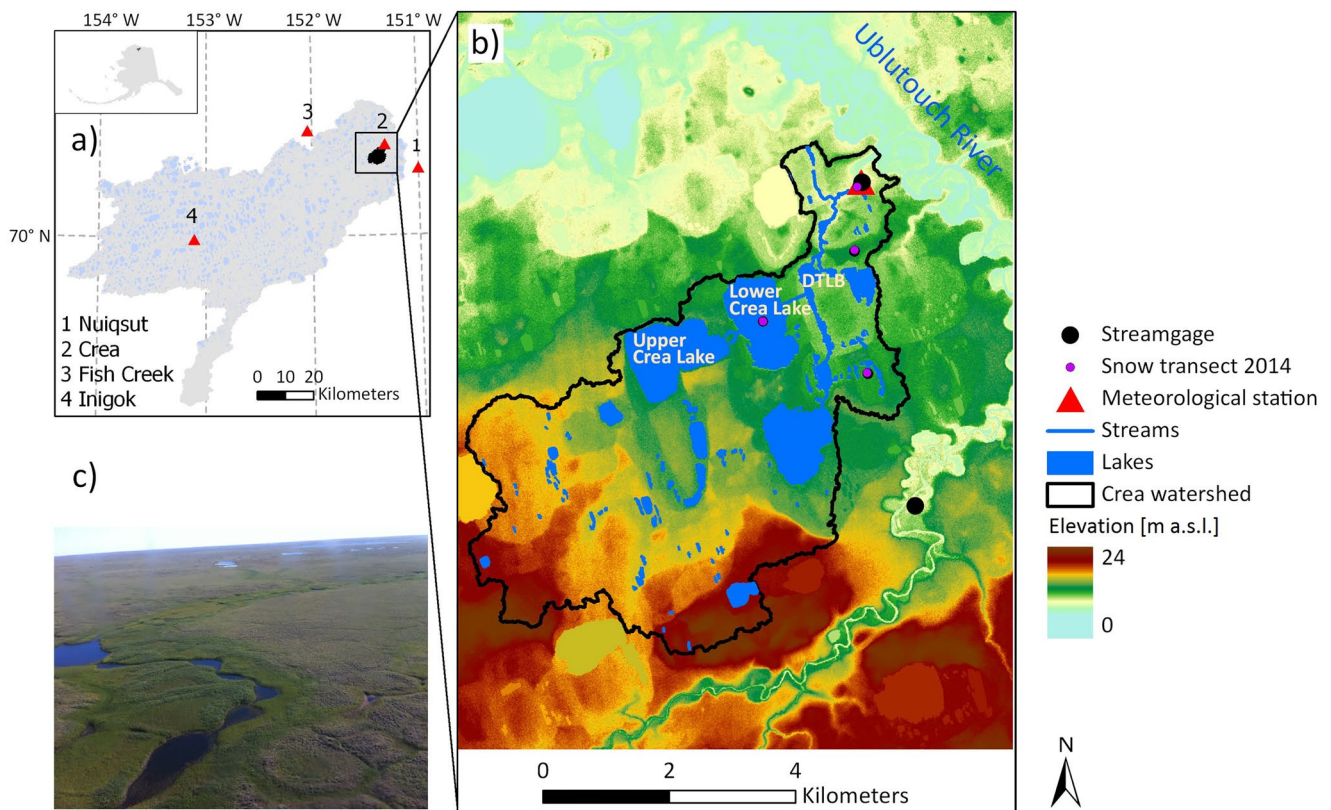 154° W 153° W 152° W 151° W
a)
3
2
1
4
70° N
1 Nuiqsut
2 Crea
3 Fish Creek
4 Inigok
0 10 20
Kilometers
b)
Ublutouch River
DTLB
Lower
Crea Lake
Upper
Crea Lake
0 2 4
Kilometers
c)
Streamgage
Snow transect 2014
Meteorological station
Streams
Lakes
Crea watershed
Elevation [m a.s.l.]
24
0
N